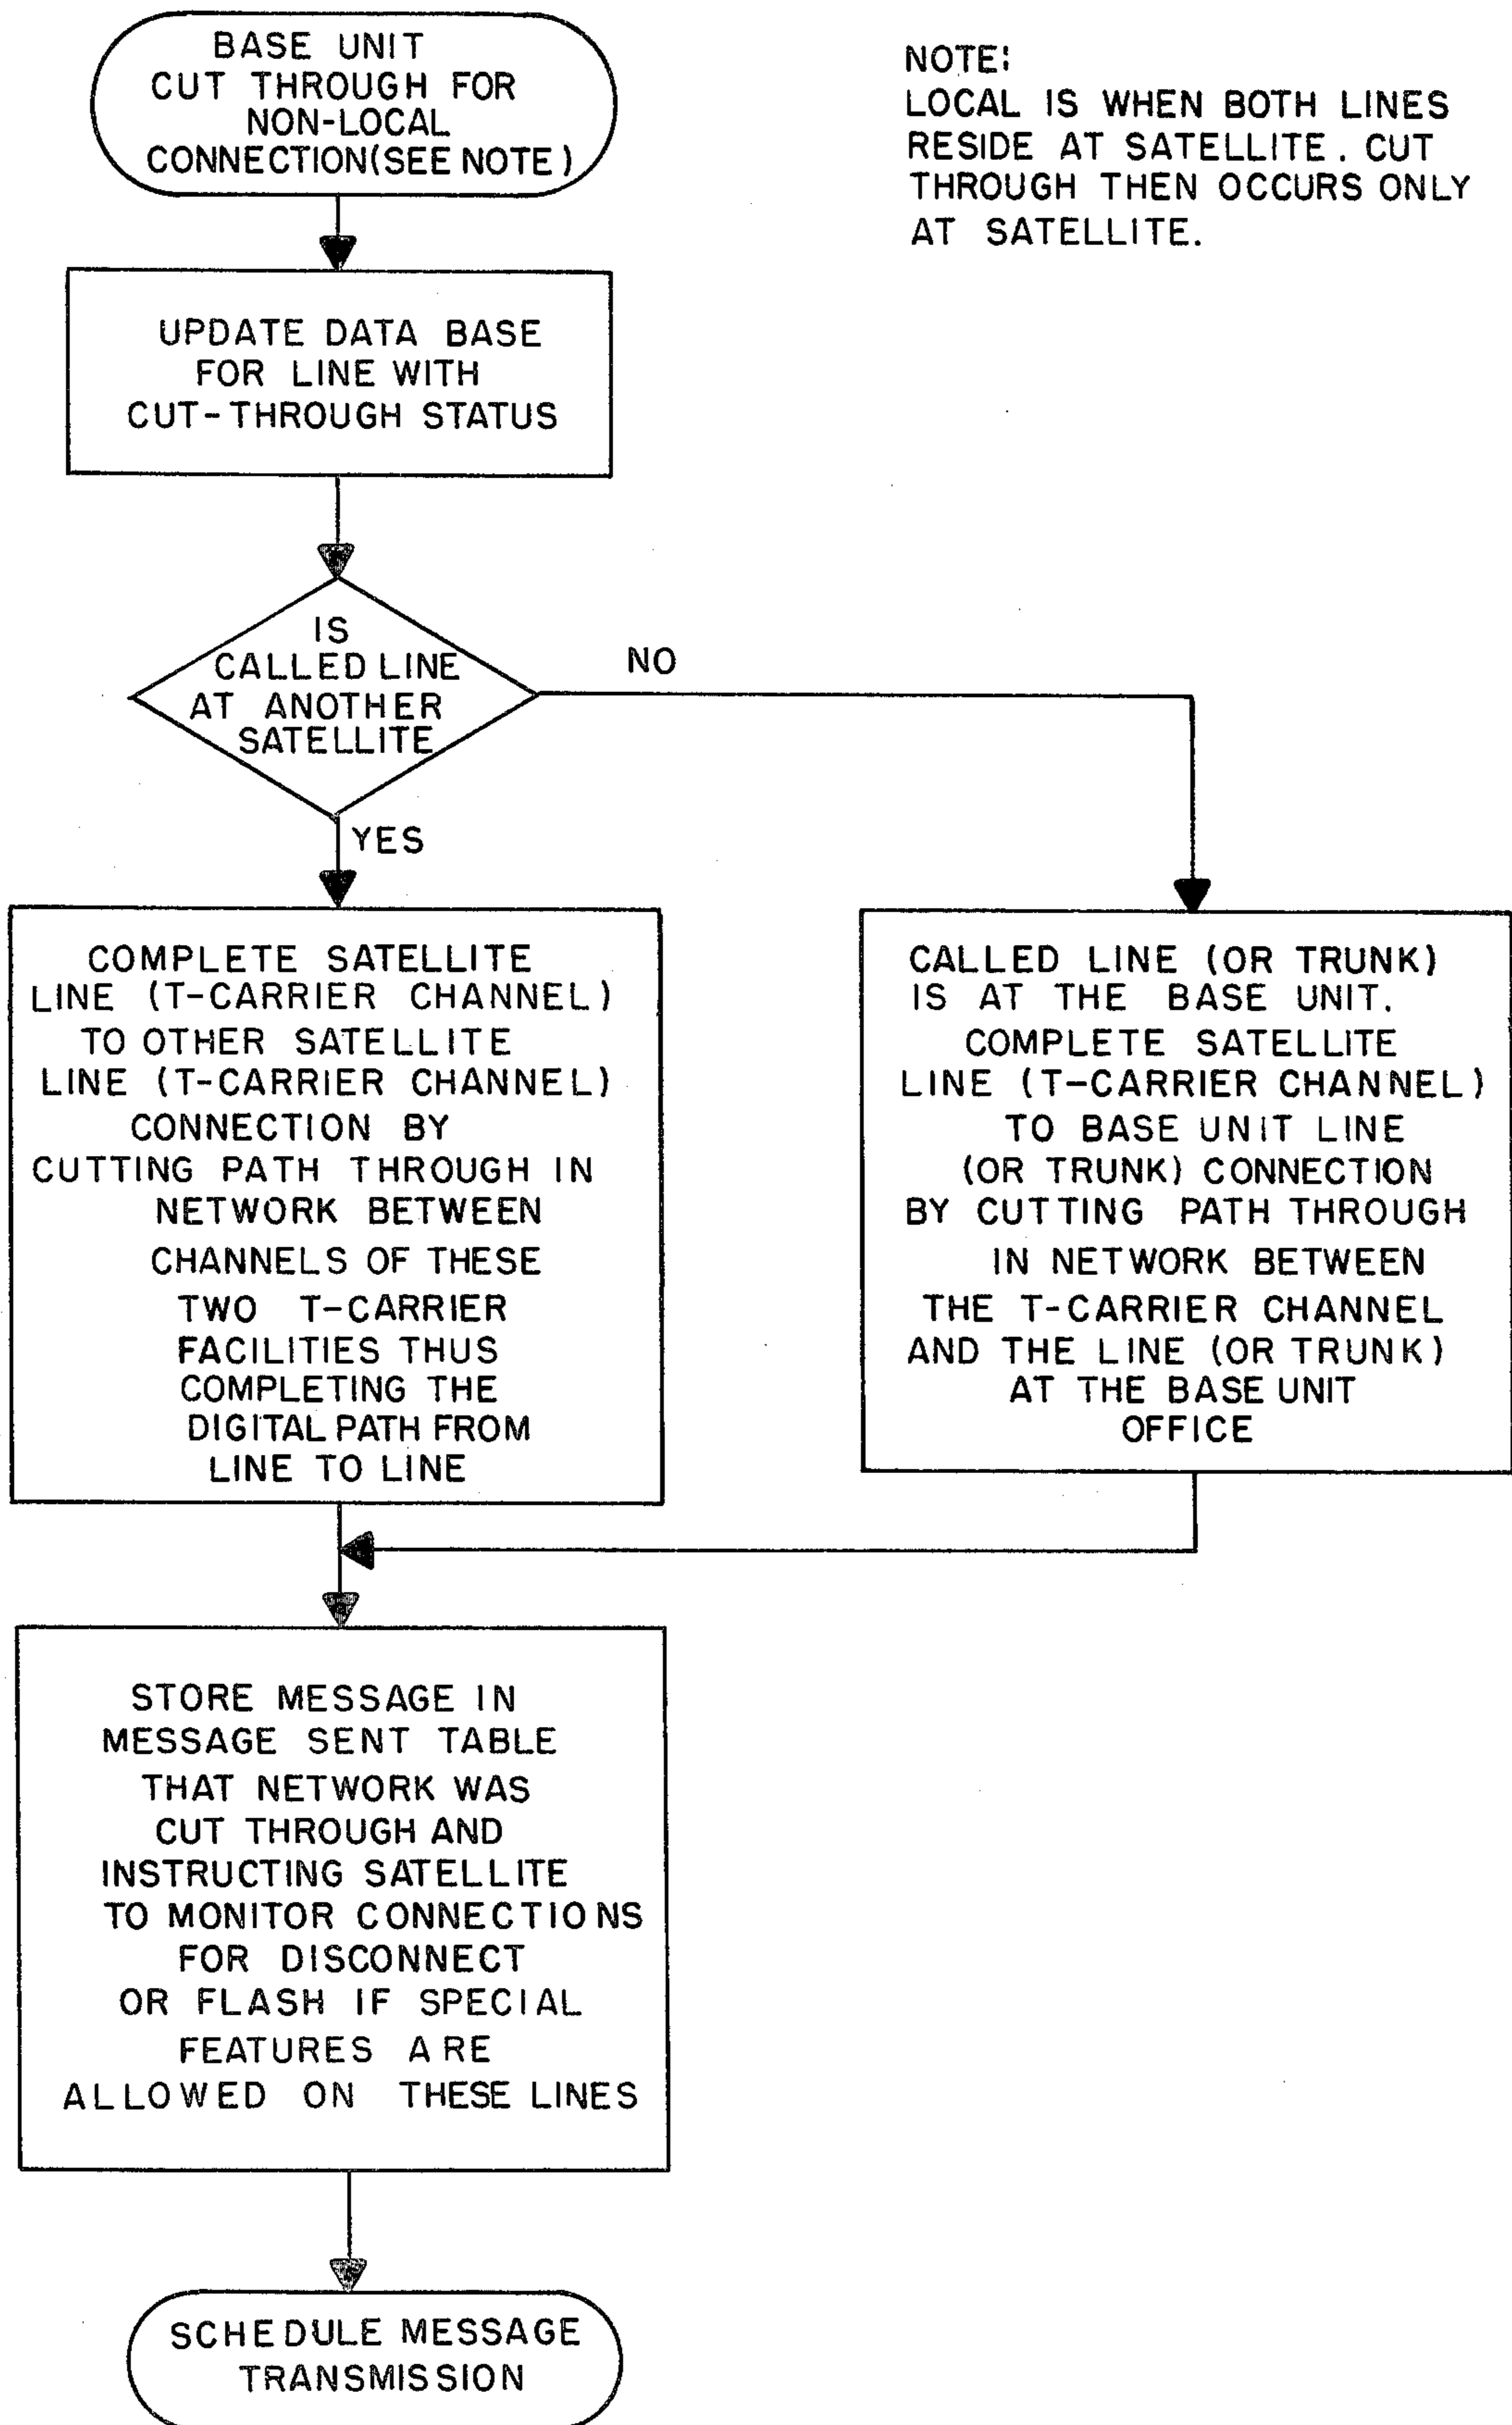 BASE UNIT
CUT THROUGH FOR
NON-LOCAL
CONNECTION(SEE NOTE)
NOTE:
LOCAL IS WHEN BOTH LINES
RESIDE AT SATELLITE. CUT
THROUGH THEN OCCURS ONLY
AT SATELLITE.
UPDATE DATA BASE
FOR LINE WITH
CUT-THROUGH STATUS
IS
CALLED LINE
AT ANOTHER
SATELLITE
NO
YES
COMPLETE SATELLITE
LINE (T-CARRIER CHANNEL)
TO OTHER SATELLITE
LINE (T-CARRIER CHANNEL)
CONNECTION BY
CUTTING PATH THROUGH IN
NETWORK BETWEEN
CHANNELS OF THESE
TWO T-CARRIER
FACILITIES THUS
COMPLETING THE
DIGITAL PATH FROM
LINE TO LINE
CALLED LINE (OR TRUNK)
IS AT THE BASE UNIT.
COMPLETE SATELLITE
LINE (T-CARRIER CHANNEL)
TO BASE UNIT LINE
(OR TRUNK) CONNECTION
BY CUTTING PATH THROUGH
IN NETWORK BETWEEN
THE T-CARRIER CHANNEL
AND THE LINE (OR TRUNK)
AT THE BASE UNIT
OFFICE
STORE MESSAGE IN
MESSAGE SENT TABLE
THAT NETWORK WAS
CUT THROUGH AND
INSTRUCTING SATELLITE
TO MONITOR CONNECTIONS
FOR DISCONNECT
OR FLASH IF SPECIAL
FEATURES ARE
ALLOWED ON THESE LINES
SCHEDULE MESSAGE
TRANSMISSION